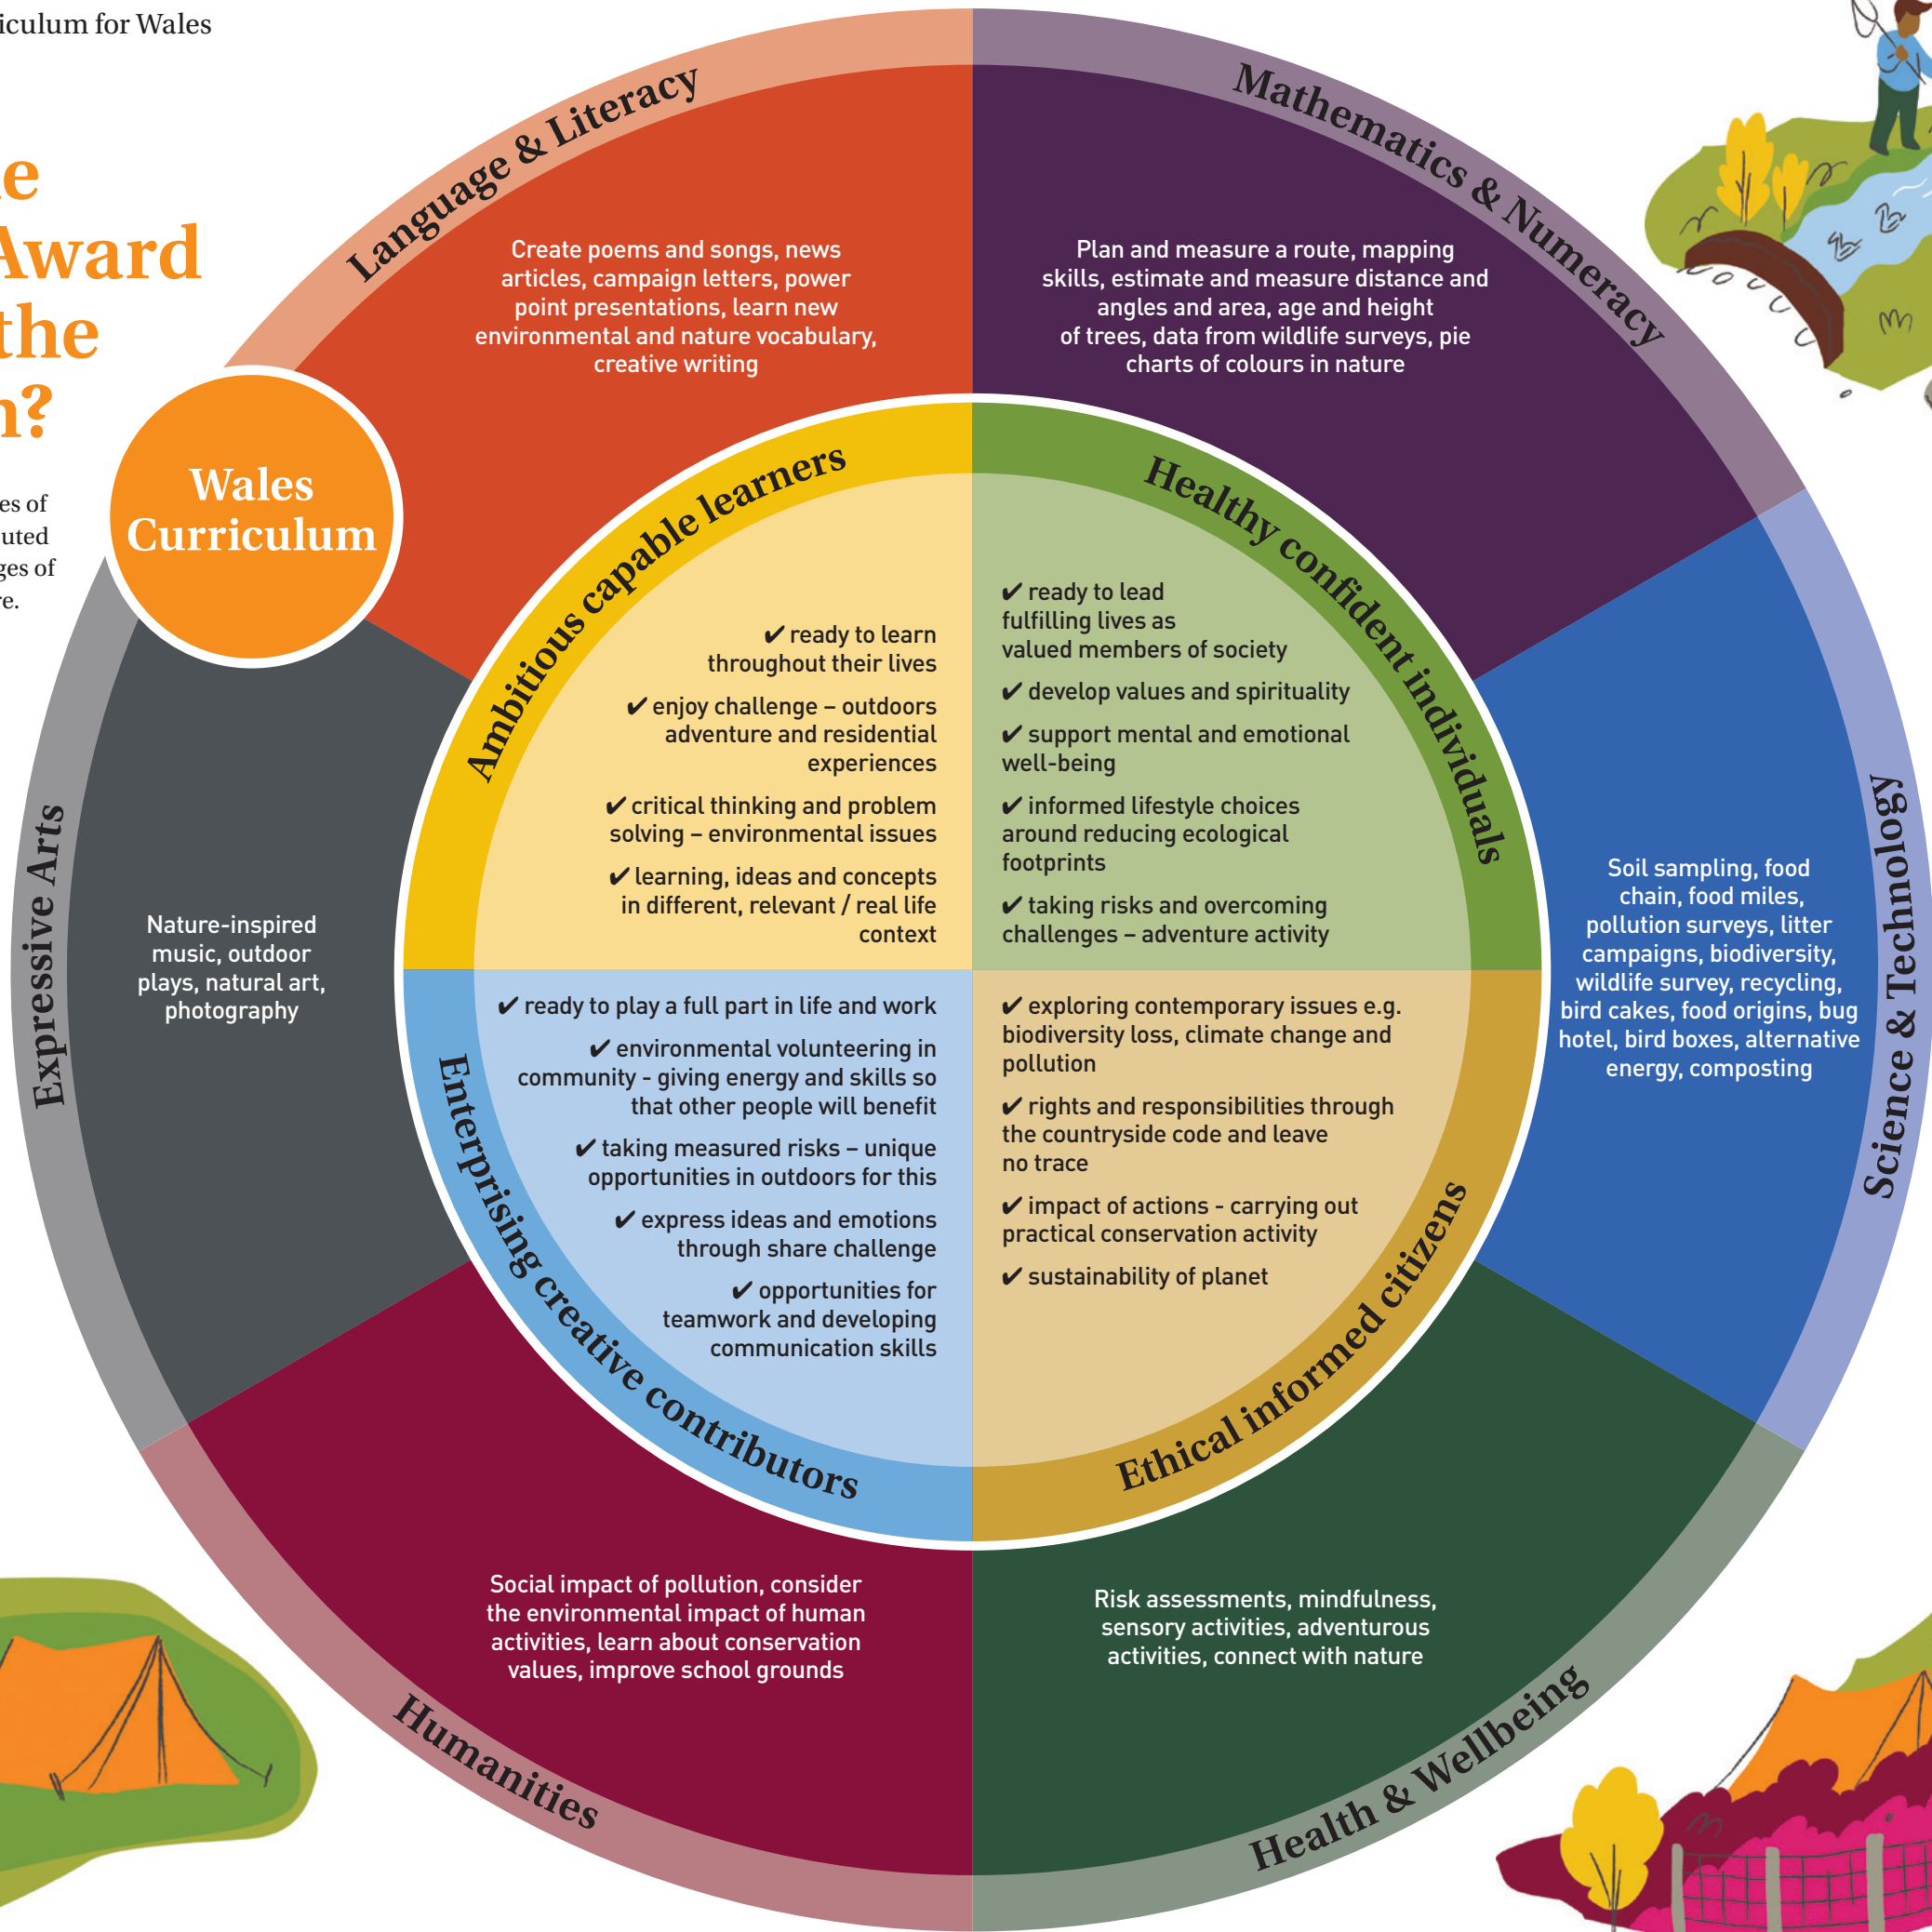 iculum for Wales
e
Award
the
n?
es of
uted
ges of
re.
Wales
Curriculum
Language & Literacy
Create poems and songs, news
articles, campaign letters, power
point presentations, learn new
environmental and nature vocabulary,
creative writing
Mathematics & Numeracy
Plan and measure a route, mapping
skills, estimate and measure distance and
angles and area, age and height
of trees, data from wildlife surveys, pie
charts of colours in nature
Science & Technology
Soil sampling, food
chain, food miles,
pollution surveys, litter
campaigns, biodiversity,
wildlife survey, recycling,
bird cakes, food origins, bug
hotel, bird boxes, alternative
energy, composting
Health & Wellbeing
Risk assessments, mindfulness,
sensory activities, adventurous
activities, connect with nature
Humanities
Social impact of pollution, consider
the environmental impact of human
activities, learn about conservation
values, improve school grounds
Expressive Arts
Nature-inspired
music, outdoor
plays, natural art,
photography
Ambitious capable learners
✔ ready to learn
throughout their lives
✔ enjoy challenge – outdoors
adventure and residential
experiences
✔ critical thinking and problem
solving – environmental issues
✔ learning, ideas and concepts
in different, relevant / real life
context
Healthy confident individuals
✔ ready to lead
fulfilling lives as
valued members of society
✔ develop values and spirituality
✔ support mental and emotional
well-being
✔ informed lifestyle choices
around reducing ecological
footprints
✔ taking risks and overcoming
challenges – adventure activity
Enterprising creative contributors
✔ ready to play a full part in life and work
✔ environmental volunteering in
community - giving energy and skills so
that other people will benefit
✔ taking measured risks – unique
opportunities in outdoors for this
✔ express ideas and emotions
through share challenge
✔ opportunities for
teamwork and developing
communication skills
Ethical informed citizens
✔ exploring contemporary issues e.g.
biodiversity loss, climate change and
pollution
✔ rights and responsibilities through
the countryside code and leave
no trace
✔ impact of actions - carrying out
practical conservation activity
✔ sustainability of planet